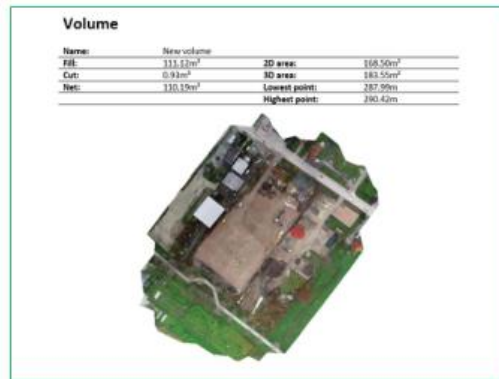 Volume
Name: New volume
Fill: 111.12m³ 2D area: 168.50m²
Cut: 0.93m³ 3D area: 183.55m²
Net: 110.19m³ Lowest point: 287.99m
Highest point: 290.42m